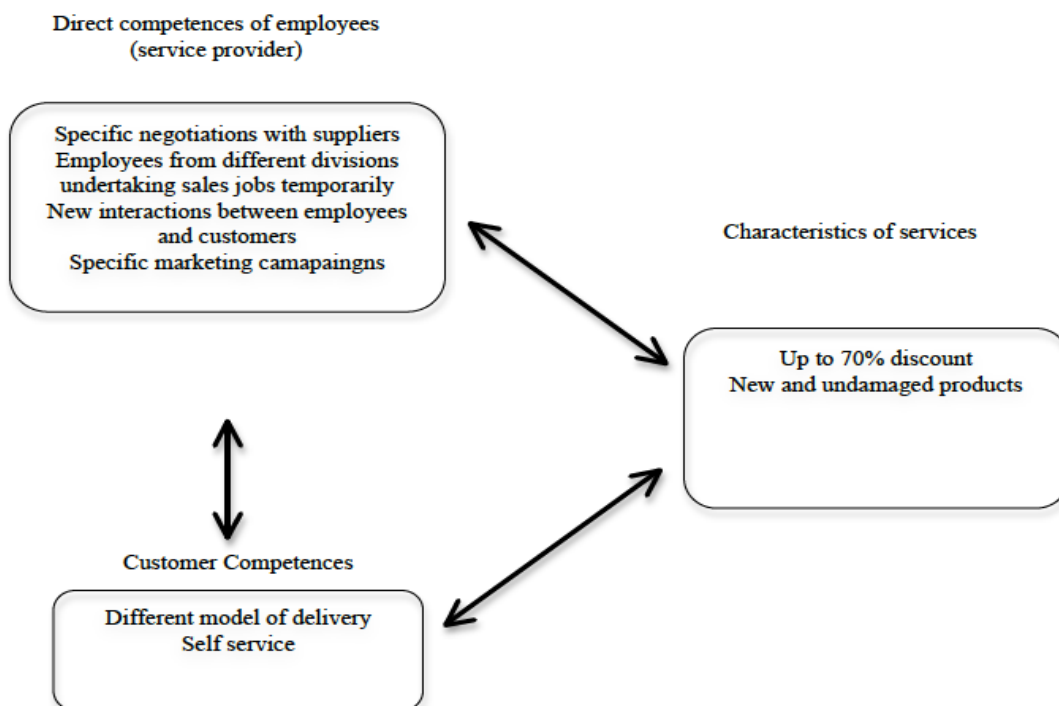 Direct competences of employees
(service provider)
Specific negotiations with suppliers
Employees from different divisions
undertaking sales jobs temporarily
New interactions between employees
and customers
Specific marketing camapaingns
Characteristics of services
Up to 70% discount
New and undamaged products
Customer Competences
Different model of delivery
Self service